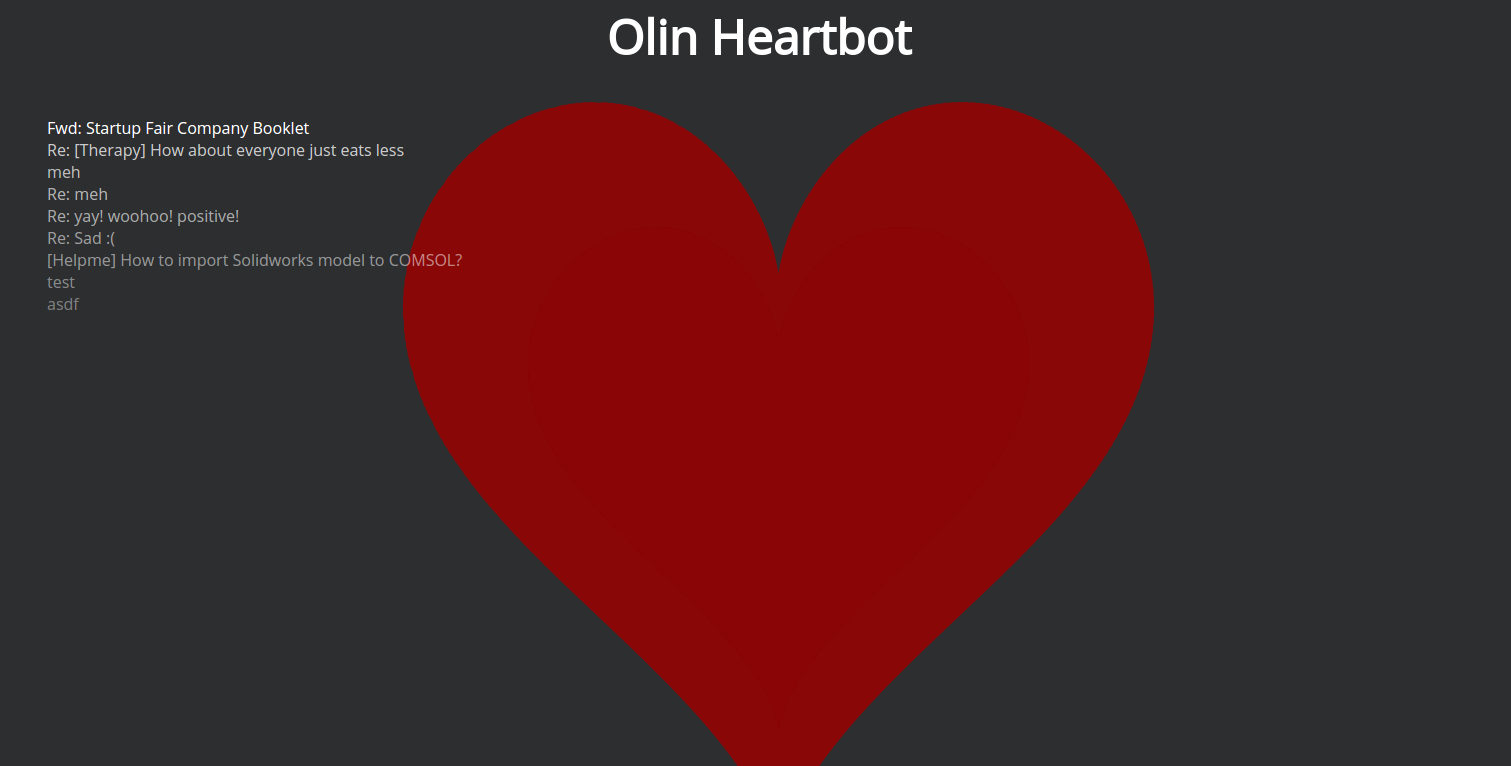 Olin Heartbot
Fwd: Startup Fair Company Booklet
Re: [Therapy] How about everyone just eats less
meh
Re: meh
Re: yay! woohoo! positive!
Re: Sad :(
[Helpme] How to import Solidworks model to COMSOL?
test
asdf